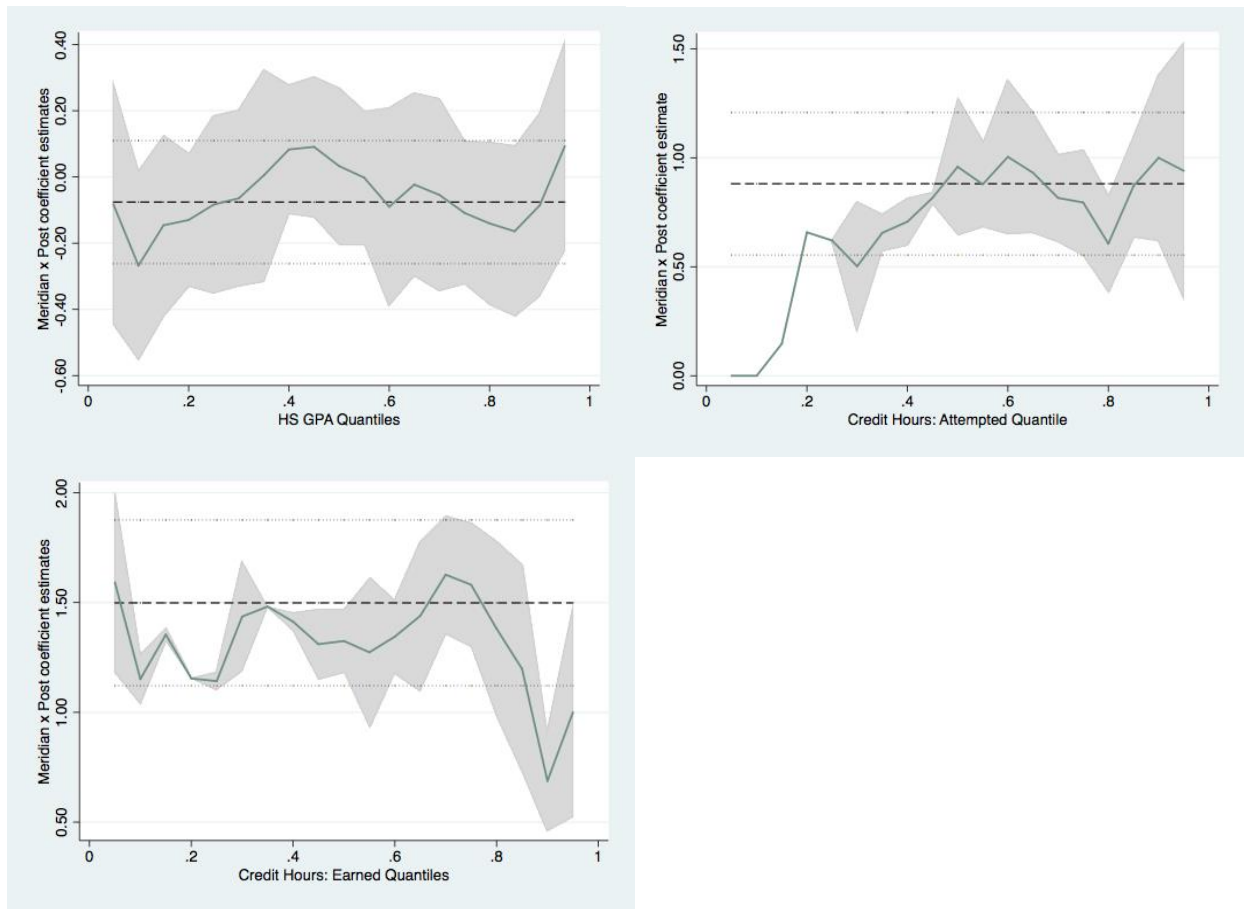 Meridian x Post coefficient estimates
0.40
0.20
0.00
-0.20
-0.40
-0.60
0 .2 .4 .6 .8 1
HS GPA Quantiles
Meridian x Post coefficient estimate
1.50
1.00
0.50
0.00
0 .2 .4 .6 .8 1
Credit Hours: Attempted Quantile
Meridian x Post coefficient estimates
2.00
1.50
1.00
0.50
0 .2 .4 .6 .8 1
Credit Hours: Earned Quantiles